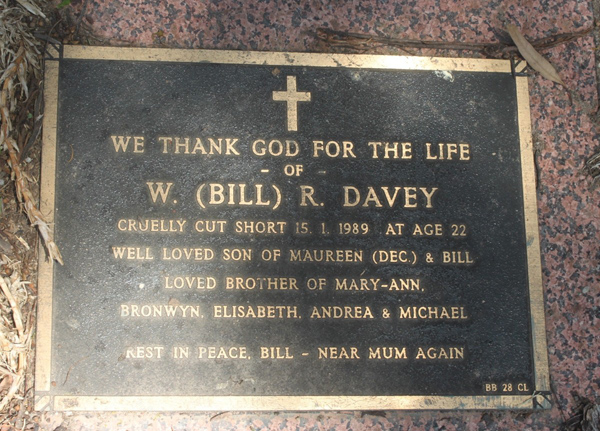 WE THANK GOD FOR THE LIFE
- OF -
W. (BILL) R. DAVEY
CRUELLY CUT SHORT 15. 1. 1989 AT AGE 22
WELL LOVED SON OF MAUREEN (DEC.) & BILL
LOVED BROTHER OF MARY-ANN,
BRONWYN, ELISABETH, ANDREA & MICHAEL
REST IN PEACE, BILL - NEAR MUM AGAIN
BB 28 CL